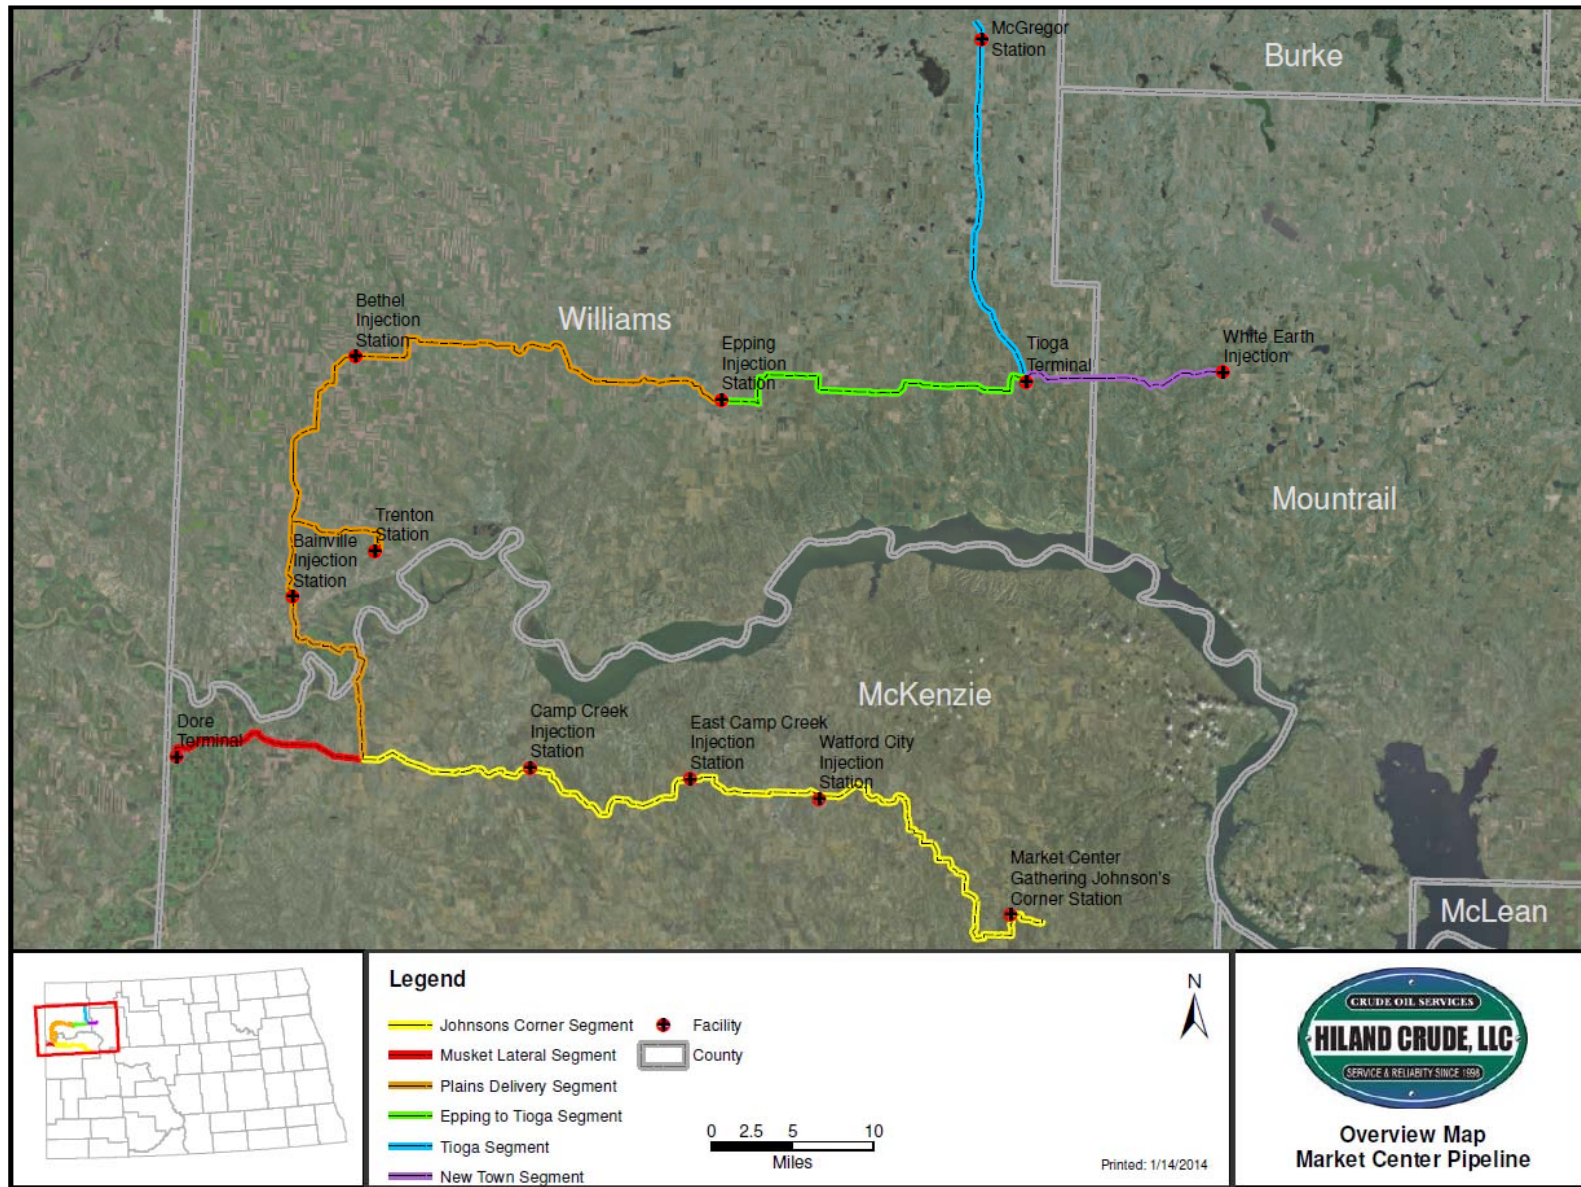 McGregor
Station
Burke
Bethel
Injection
Station
Williams
Epping
Injection
Station
Tioga
Terminal
White Earth
Injection
Mountrail
Trenton
Station
Bainville
Injection
Station
McKenzie
Dore
Terminal
Camp Creek
Injection
Station
East Camp Creek
Injection
Station
Watford City
Injection
Station
Market Center
Gathering Johnson's
Corner Station
McLean
Legend
Johnsons Corner Segment
Musket Lateral Segment
Plains Delivery Segment
Epping to Tioga Segment
Tioga Segment
New Town Segment
Facility
County
0 2.5 5 10
Miles
N
Printed: 1/14/2014
CRUDE OIL SERVICES
HILAND CRUDE, LLC
SERVICE & RELIABITY SINCE 1998
Overview Map
Market Center Pipeline